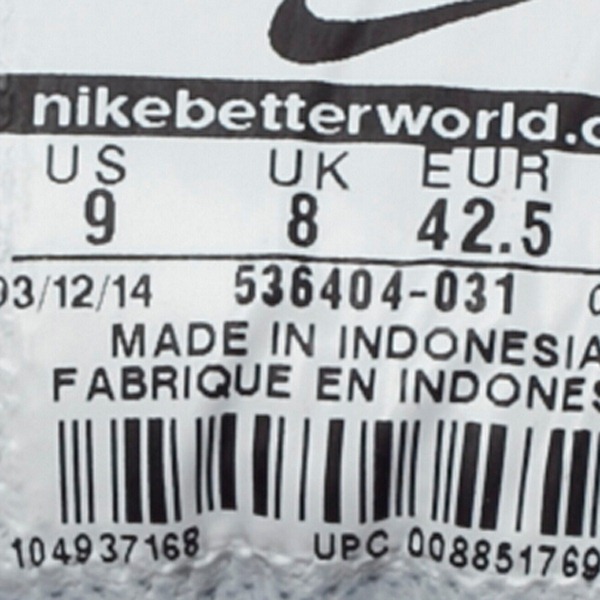 nikebetterworld.c
US UK EUR
9 8 42.5
03/12/14 536404-031
MADE IN INDONESIA
FABRIQUE EN INDONES
104937168 UPC 008851769